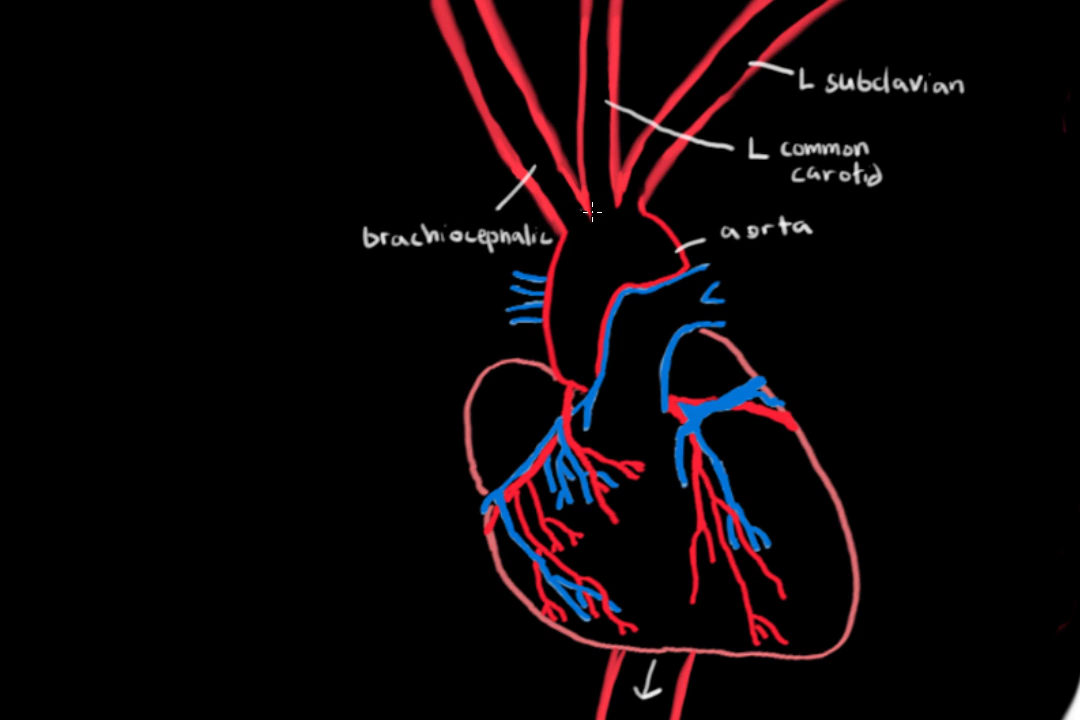 L subclavian
L common
carotid
brachiocephalic
aorta